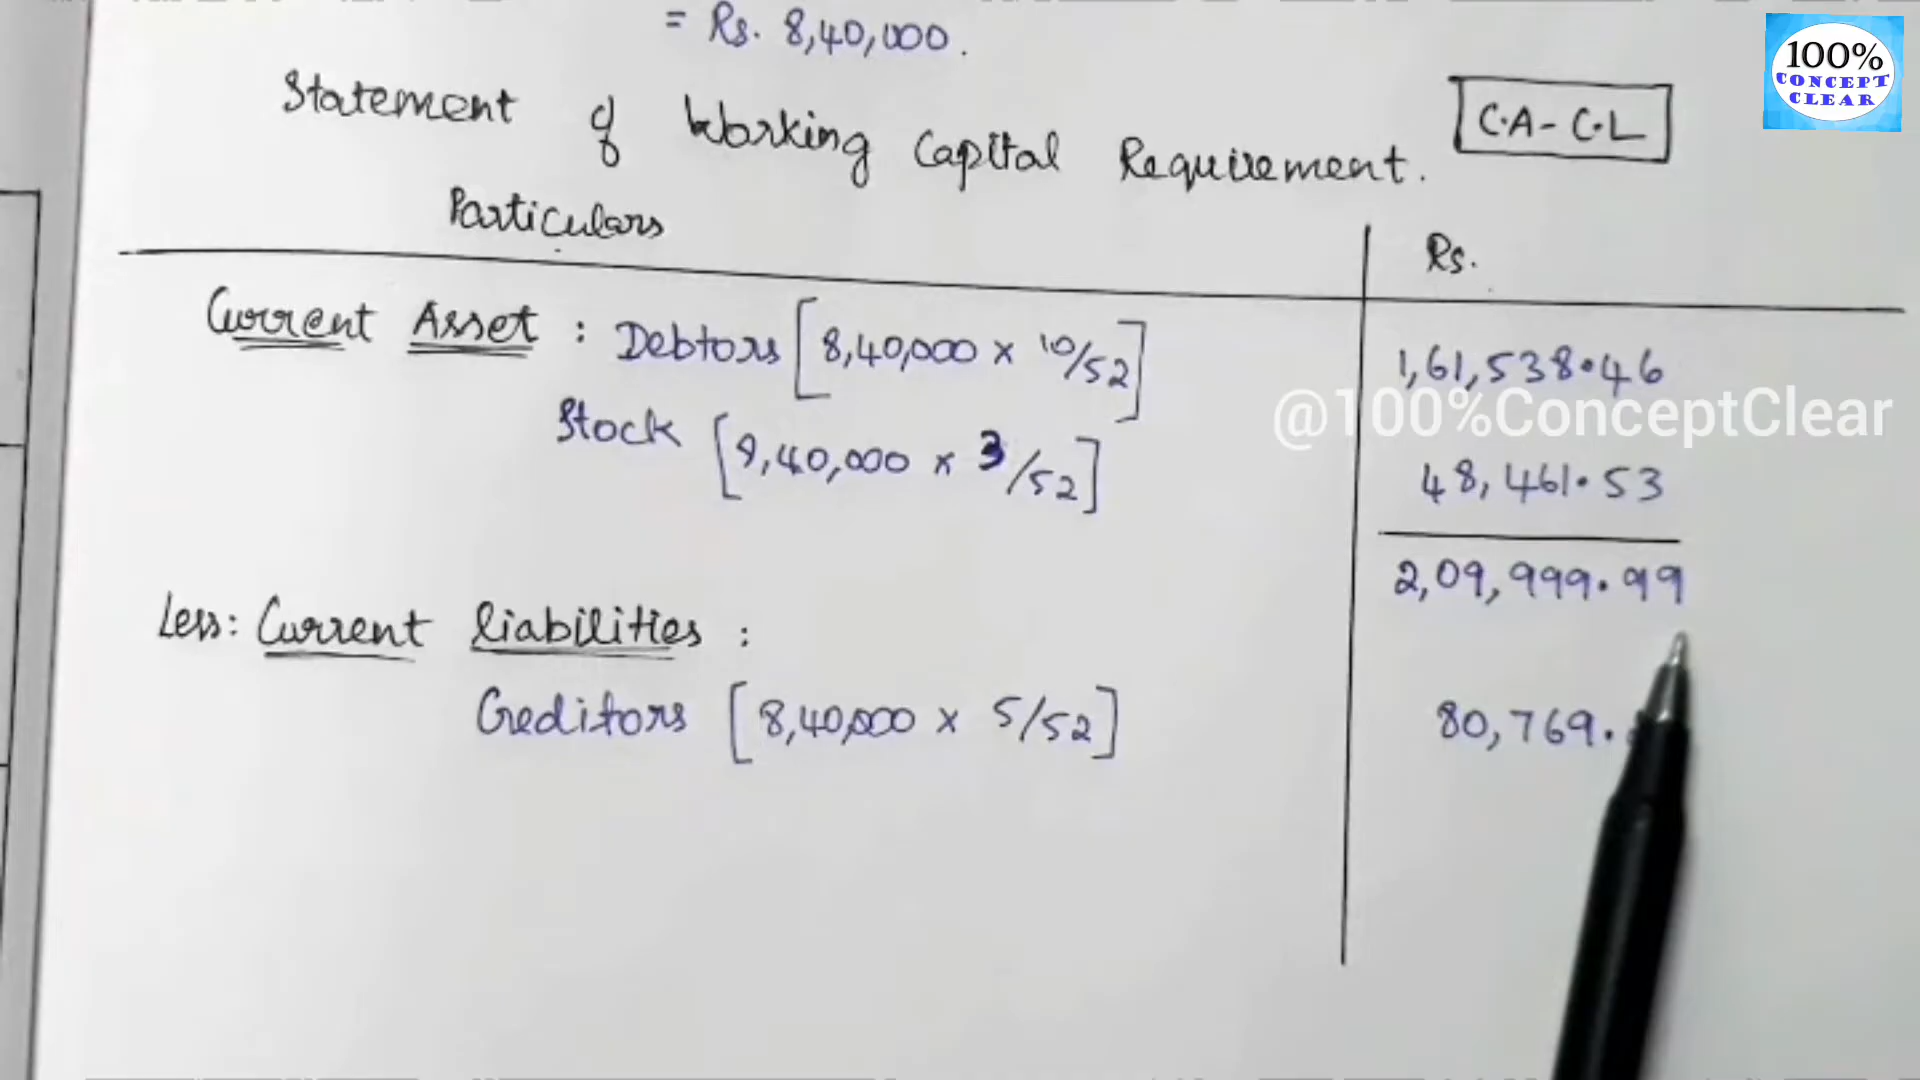 = Rs. 8,40,000.
100%
CONCEPT
CLEAR
C.A - C.L
Statement of Working Capital Requirement.
Particulars
Rs.
Current Asset : Debtors [8,40,000 x 10/52]
1,61,538.46
@100%ConceptClear
Stock [8,40,000 x 3/52]
48,461.53
2,09,999.99
Less: Current liabilities :
Creditors [8,40,000 x 5/52]
80,769.